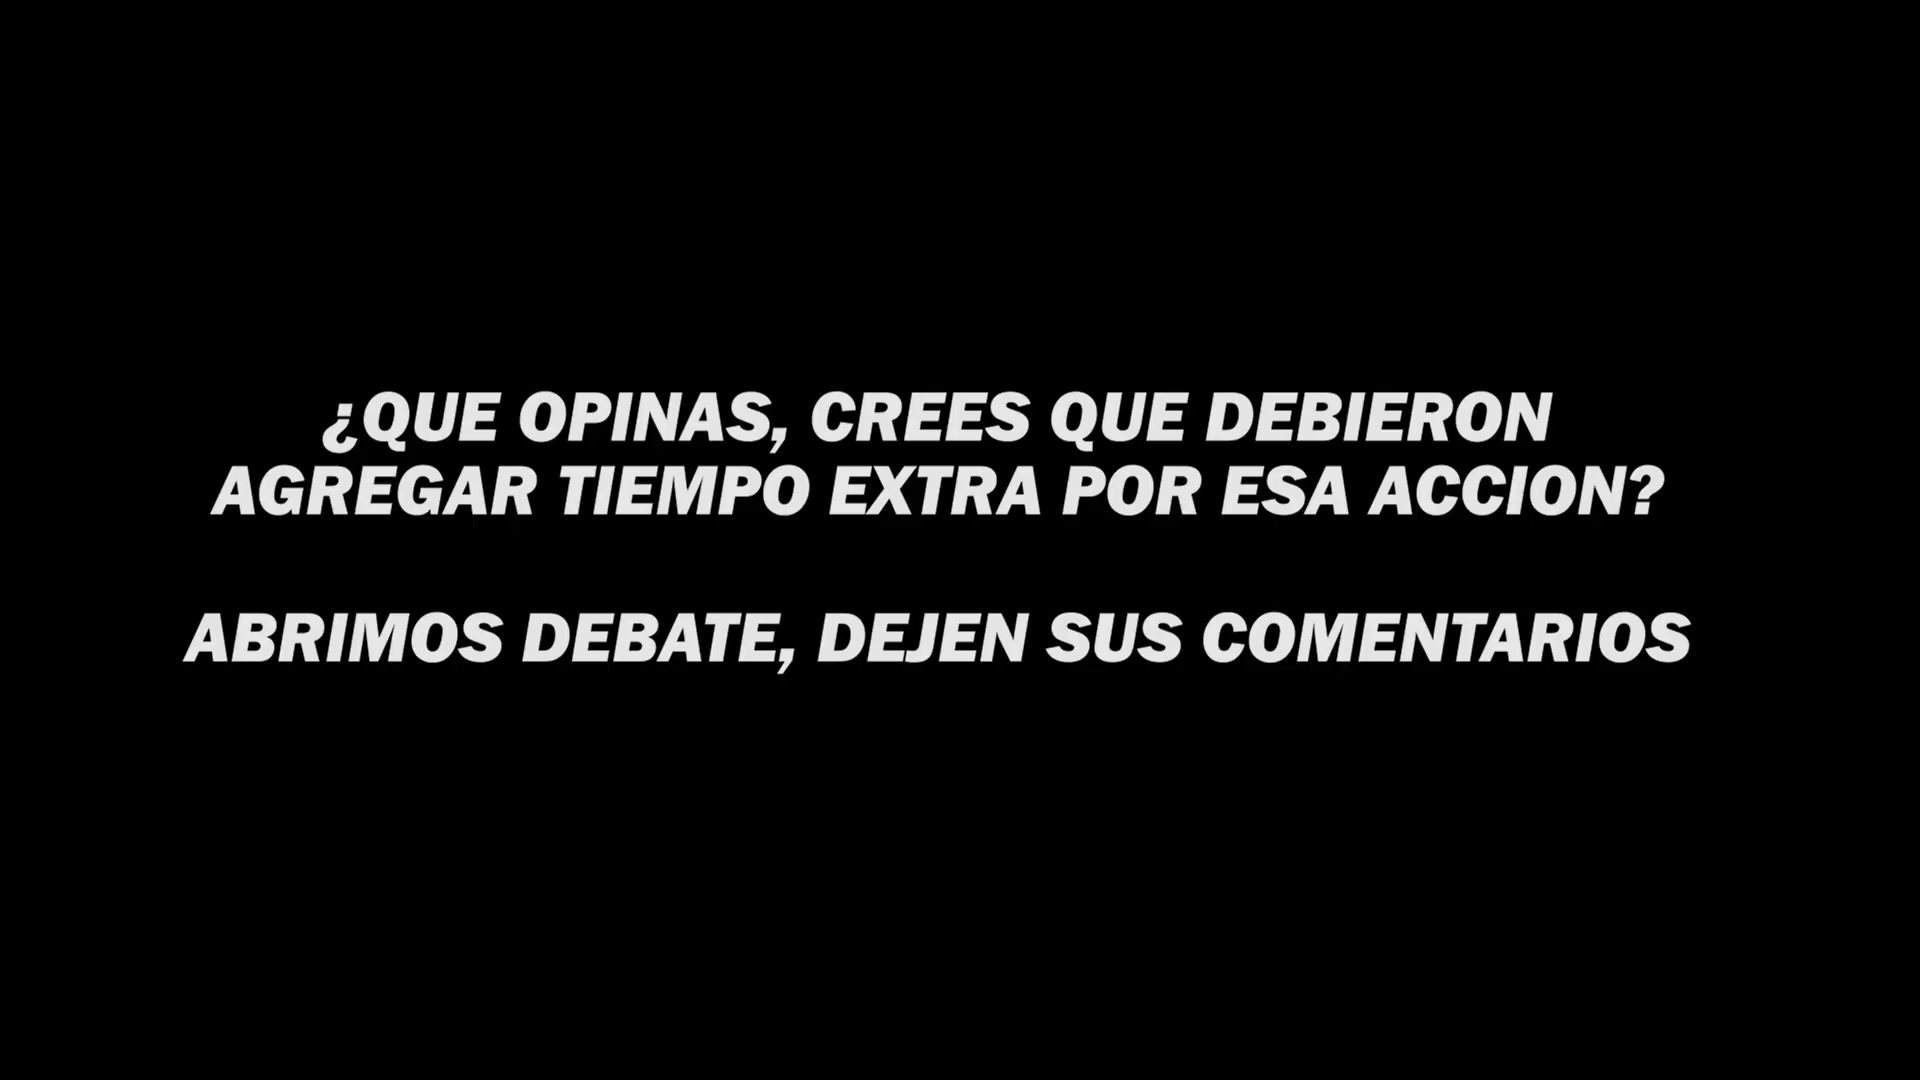 ¿QUE OPINAS, CREES QUE DEBIERON
AGREGAR TIEMPO EXTRA POR ESA ACCION?
ABRIMOS DEBATE, DEJEN SUS COMENTARIOS